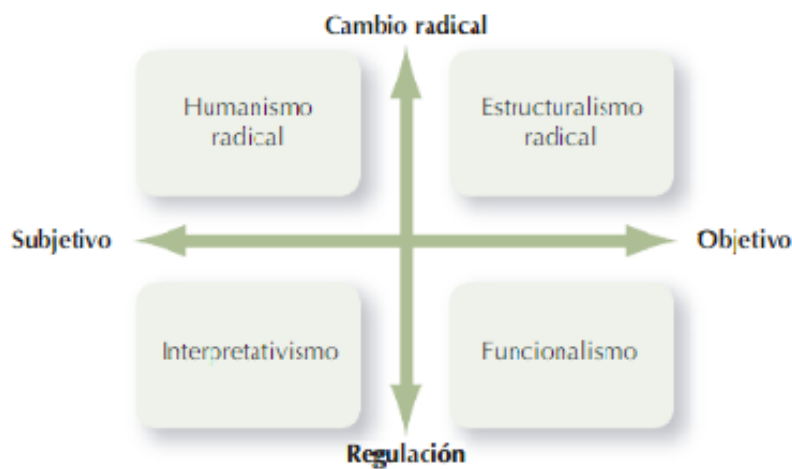 Cambio radical
Humanismo
radical
Estructuralismo
radical
Subjetivo
Objetivo
Interpretativismo
Funcionalismo
Regulación